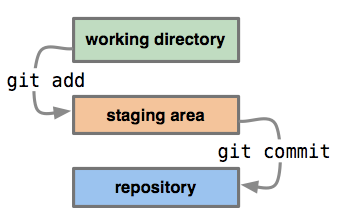 working directory
git add
staging area
git commit
repository